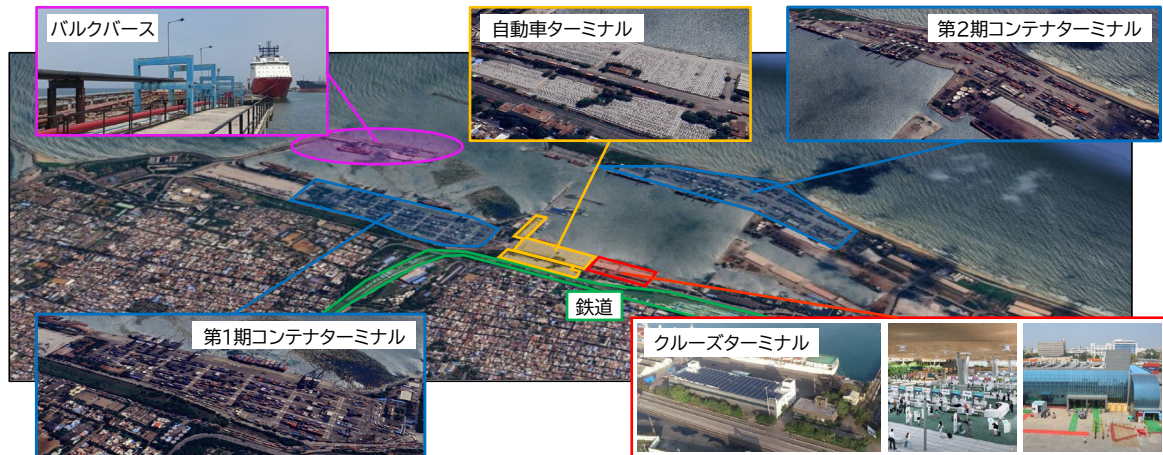 バルクバース
自動車ターミナル
第2期コンテナターミナル
鉄道
第1期コンテナターミナル
クルーズターミナル